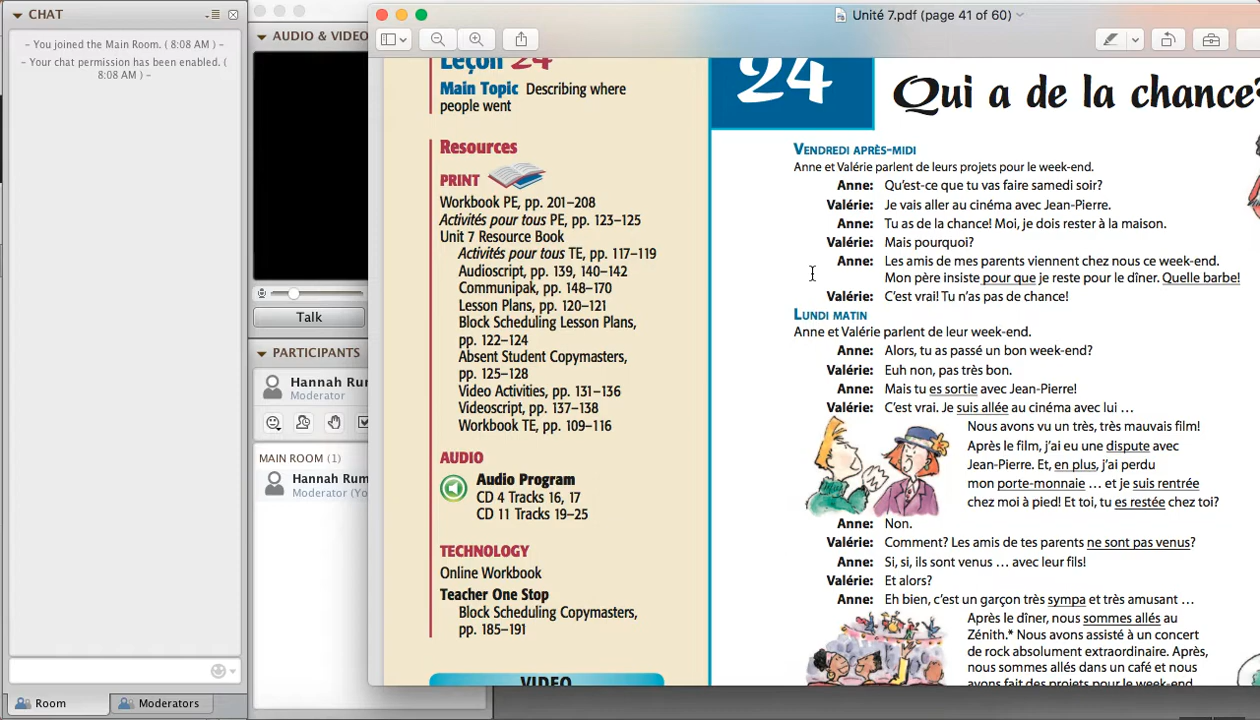 CHAT
– You joined the Main Room. ( 8:08 AM ) –
– Your chat permission has been enabled. (
8:08 AM ) –
Room
Moderators
AUDIO & VIDEO
Talk
PARTICIPANTS
Hannah Rum
Moderator
MAIN ROOM (1)
Hannah Rum
Moderator (Yo
Unité 7.pdf (page 41 of 60)
Leçon 24
Main Topic Describing where
people went
Resources
PRINT
Workbook PE, pp. 201–208
Activités pour tous PE, pp. 123–125
Unit 7 Resource Book
Activités pour tous TE, pp. 117–119
Audioscript, pp. 139, 140–142
Communipak, pp. 148–170
Lesson Plans, pp. 120–121
Block Scheduling Lesson Plans,
pp. 122–124
Absent Student Copymasters,
pp. 125–128
Video Activities, pp. 131–136
Videoscript, pp. 137–138
Workbook TE, pp. 109–116
AUDIO
Audio Program
CD 4 Tracks 16, 17
CD 11 Tracks 19–25
TECHNOLOGY
Online Workbook
Teacher One Stop
Block Scheduling Copymasters,
pp. 185–191
VIDEO
24
Qui a de la chance?
VENDREDI APRÈS-MIDI
Anne et Valérie parlent de leurs projets pour le week-end.
Anne: Qu'est-ce que tu vas faire samedi soir?
Valérie: Je vais aller au cinéma avec Jean-Pierre.
Anne: Tu as de la chance! Moi, je dois rester à la maison.
Valérie: Mais pourquoi?
Anne: Les amis de mes parents viennent chez nous ce week-end.
Mon père insiste pour que je reste pour le dîner. Quelle barbe!
Valérie: C'est vrai! Tu n'as pas de chance!
LUNDI MATIN
Anne et Valérie parlent de leur week-end.
Anne: Alors, tu as passé un bon week-end?
Valérie: Euh non, pas très bon.
Anne: Mais tu es sortie avec Jean-Pierre!
Valérie: C'est vrai. Je suis allée au cinéma avec lui …
Nous avons vu un très, très mauvais film!
Après le film, j'ai eu une dispute avec
Jean-Pierre. Et, en plus, j'ai perdu
mon porte-monnaie … et je suis rentrée
chez moi à pied! Et toi, tu es restée chez toi?
Anne: Non.
Valérie: Comment? Les amis de tes parents ne sont pas venus?
Anne: Si, si, ils sont venus … avec leur fils!
Valérie: Et alors?
Anne: Eh bien, c'est un garçon très sympa et très amusant …
Après le dîner, nous sommes allés au
Zénith.* Nous avons assisté à un concert
de rock absolument extraordinaire. Après,
nous sommes allés dans un café et nous
avons fait des projets pour le week-end